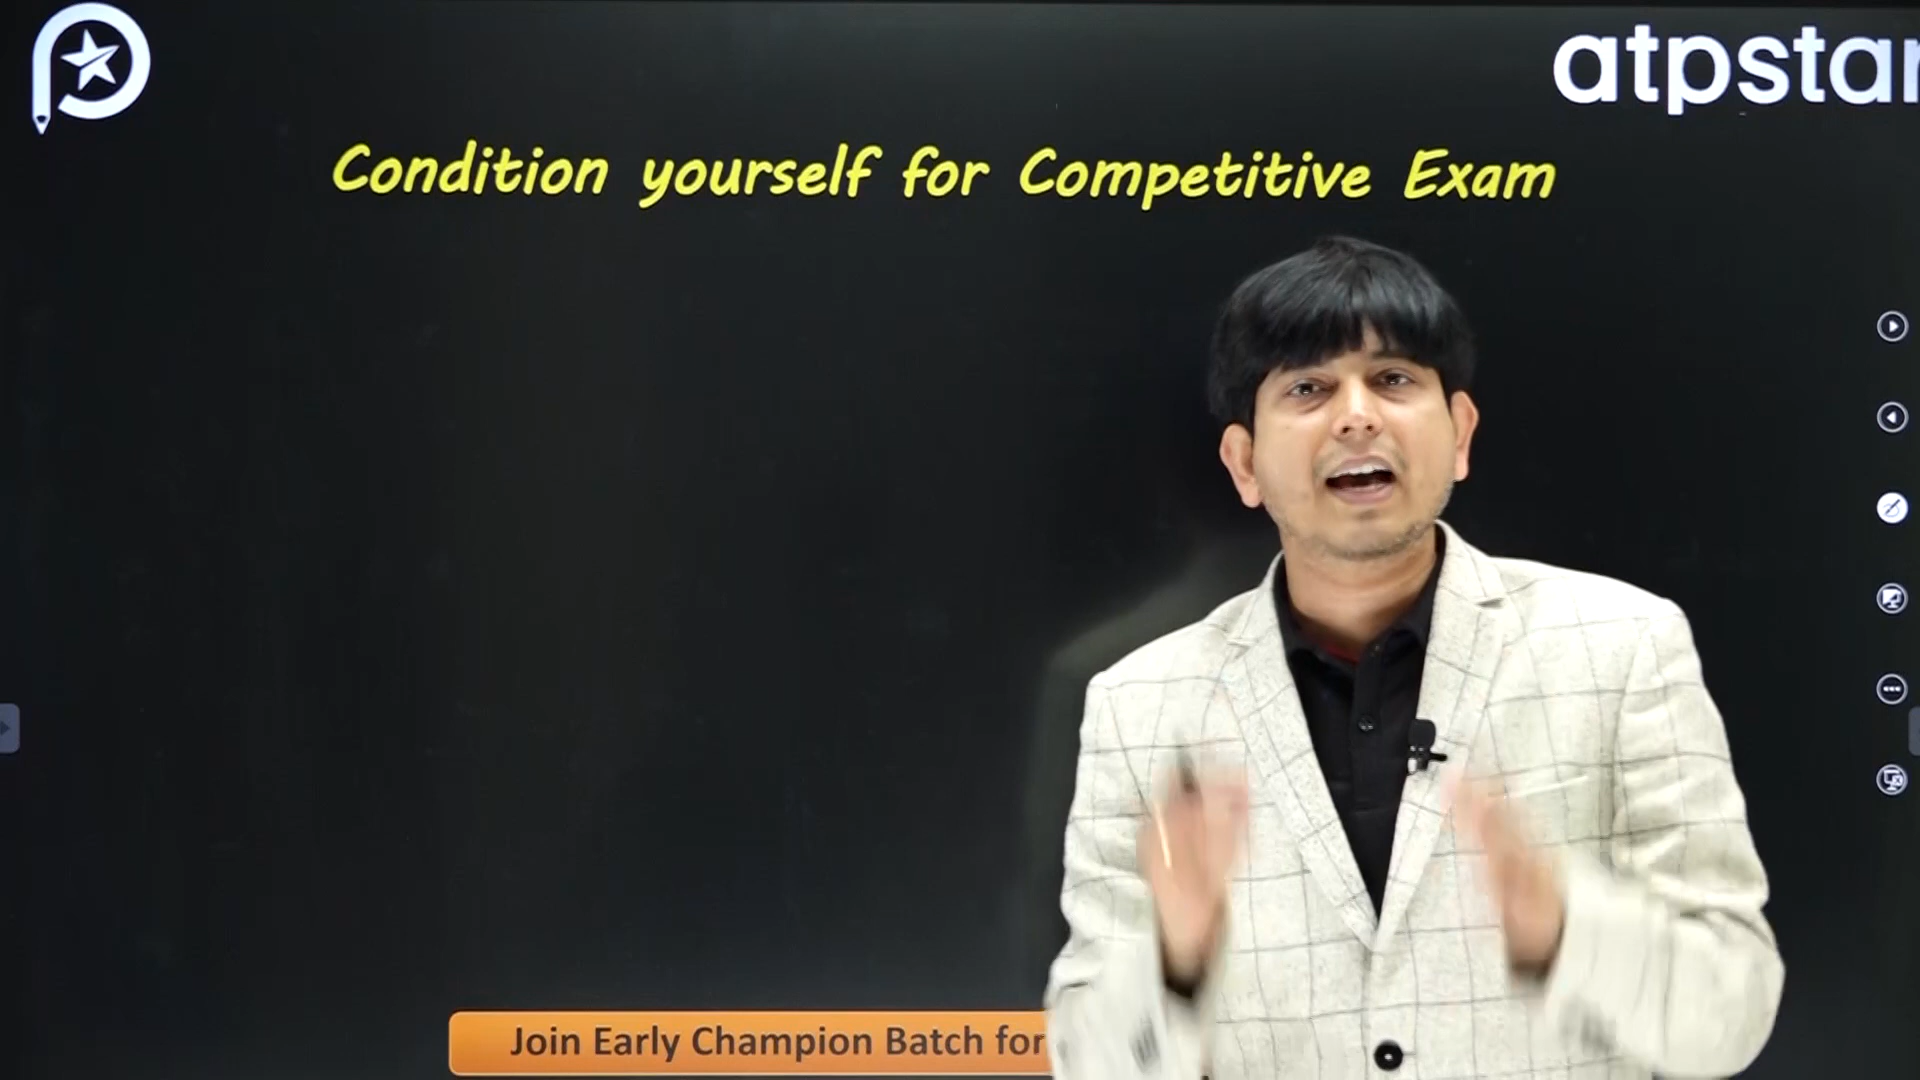 atpstar
Condition yourself for Competitive Exam
Join Early Champion Batch for